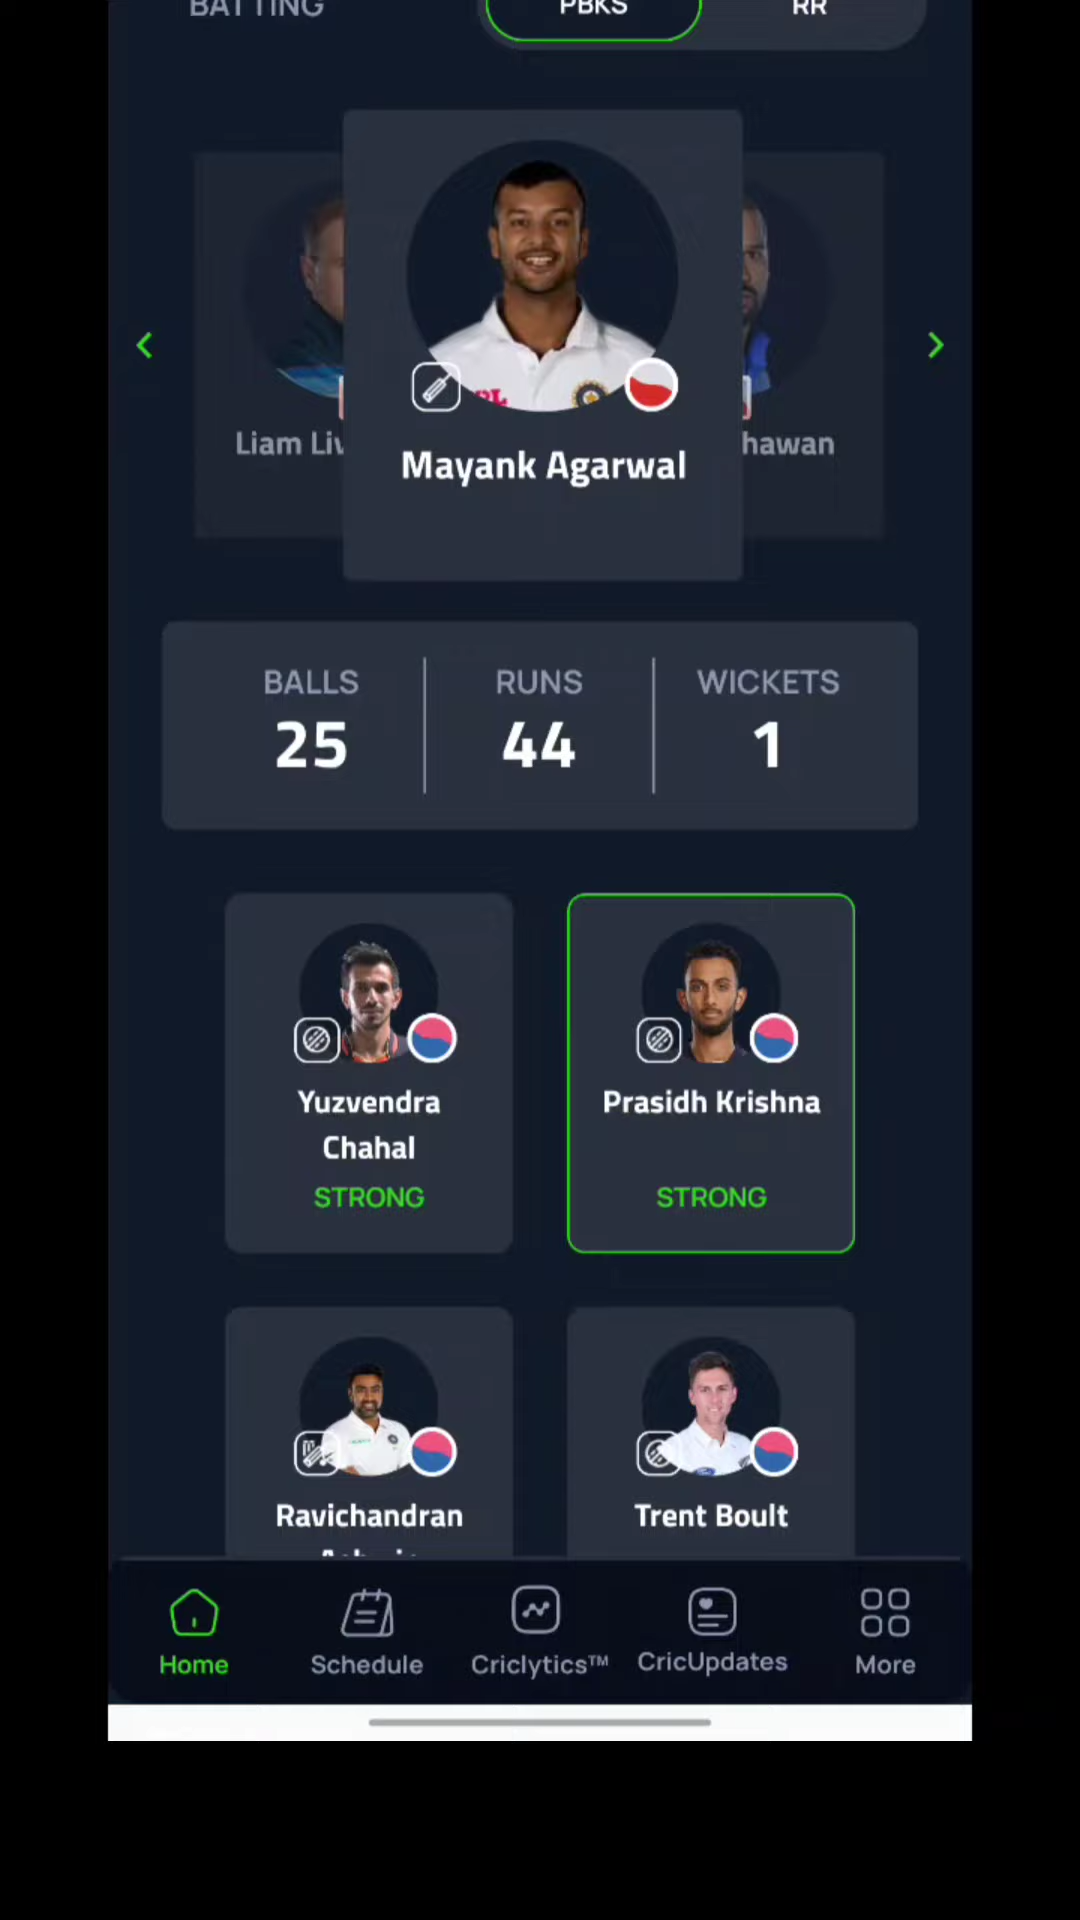 BATTING
PBKS
RR
Liam Liv
Mayank Agarwal
hawan
BALLS
RUNS
WICKETS
25
44
1
Yuzvendra
Chahal
STRONG
Prasidh Krishna
STRONG
Ravichandran
Trent Boult
Home
Schedule
Criclytics™
CricUpdates
More